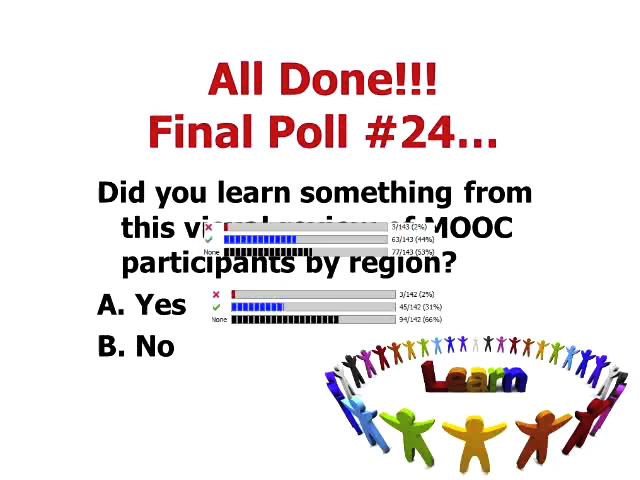 All Done!!!
Final Poll #24...
Did you learn something from
this visual review of MOOC
participants by region?
3/143 (2%)
63/143 (44%)
None 77/143 (53%)
A. Yes
B. No
3/142 (2%)
45/142 (31%)
None 94/142 (66%)
Learn